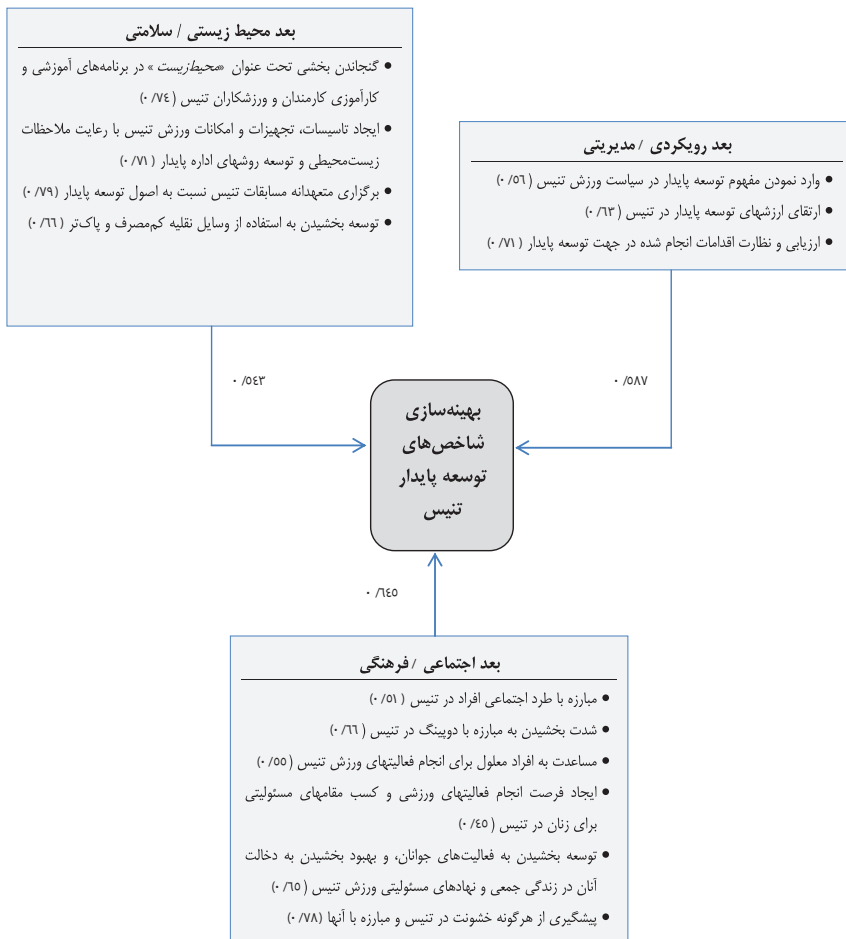 بعد محیط زیستی / سلامتی
● گنجاندن بخشی تحت عنوان «محیط‌زیست» در برنامه‌های آموزشی و
کارآموزی کارمندان و ورزشکاران تنیس (۰/۷۴)
● ایجاد تاسیسات، تجهیزات و امکانات ورزش تنیس با رعایت ملاحظات
زیست‌محیطی و توسعه روشهای اداره پایدار (۰/۷۱)
● برگزاری متعهدانه مسابقات تنیس نسبت به اصول توسعه پایدار (۰/۷۹)
● توسعه بخشیدن به استفاده از وسایل نقلیه کم‌مصرف و پاک‌تر (۰/۶۶)
بعد رویکردی / مدیریتی
● وارد نمودن مفهوم توسعه پایدار در سیاست ورزش تنیس (۰/۵۶)
● ارتقای ارزشهای توسعه پایدار در تنیس (۰/۶۳)
● ارزیابی و نظارت اقدامات انجام شده در جهت توسعه پایدار (۰/۷۱)
۰/۵۴۳
۰/۵۸۷
بهینه‌سازی
شاخص‌های
توسعه پایدار
تنیس
۰/۶۴۵
بعد اجتماعی / فرهنگی
● مبارزه با طرد اجتماعی افراد در تنیس (۰/۵۱)
● شدت بخشیدن به مبارزه با دوپینگ در تنیس (۰/۶۶)
● مساعدت به افراد معلول برای انجام فعالیتهای ورزش تنیس (۰/۵۵)
● ایجاد فرصت انجام فعالیتهای ورزشی و کسب مقامهای مسئولیتی
برای زنان در تنیس (۰/۴۵)
● توسعه بخشیدن به فعالیت‌های جوانان، و بهبود بخشیدن به دخالت
آنان در زندگی جمعی و نهادهای مسئولیتی ورزش تنیس (۰/۶۵)
● پیشگیری از هرگونه خشونت در تنیس و مبارزه با آنها (۰/۷۸)